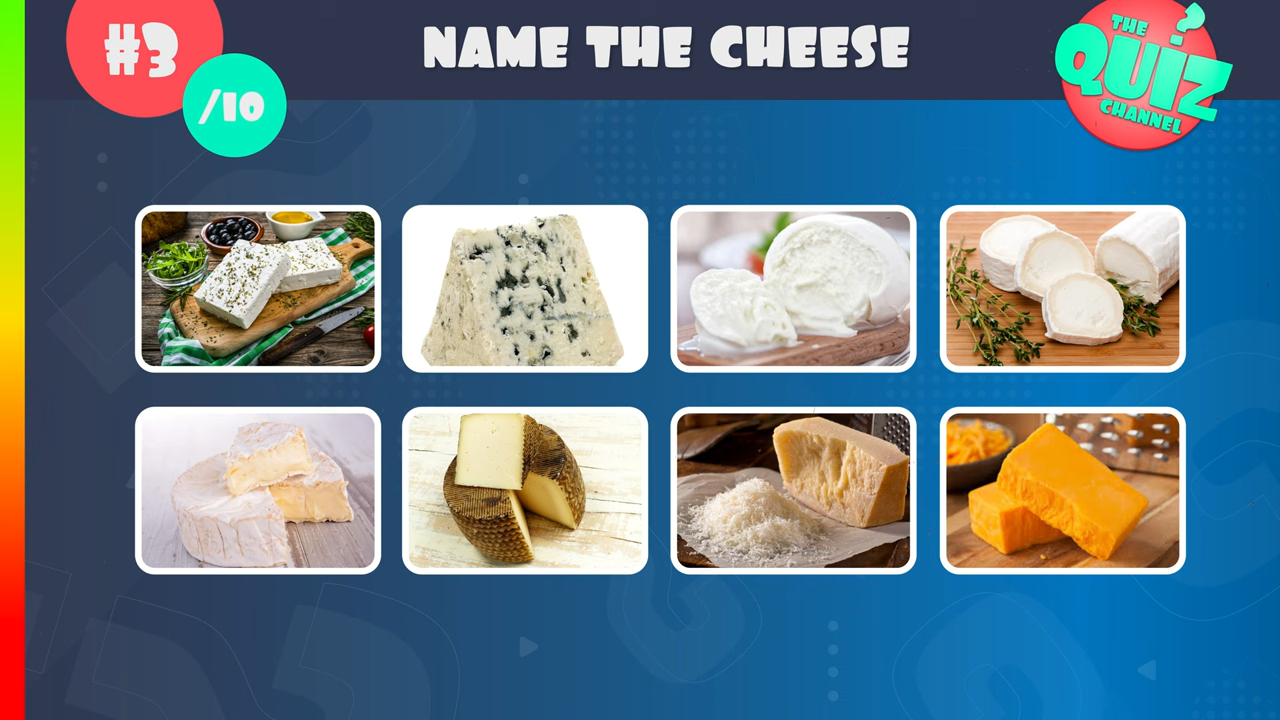 #3
/10
NAME THE CHEESE
THE
QUIZ
CHANNEL